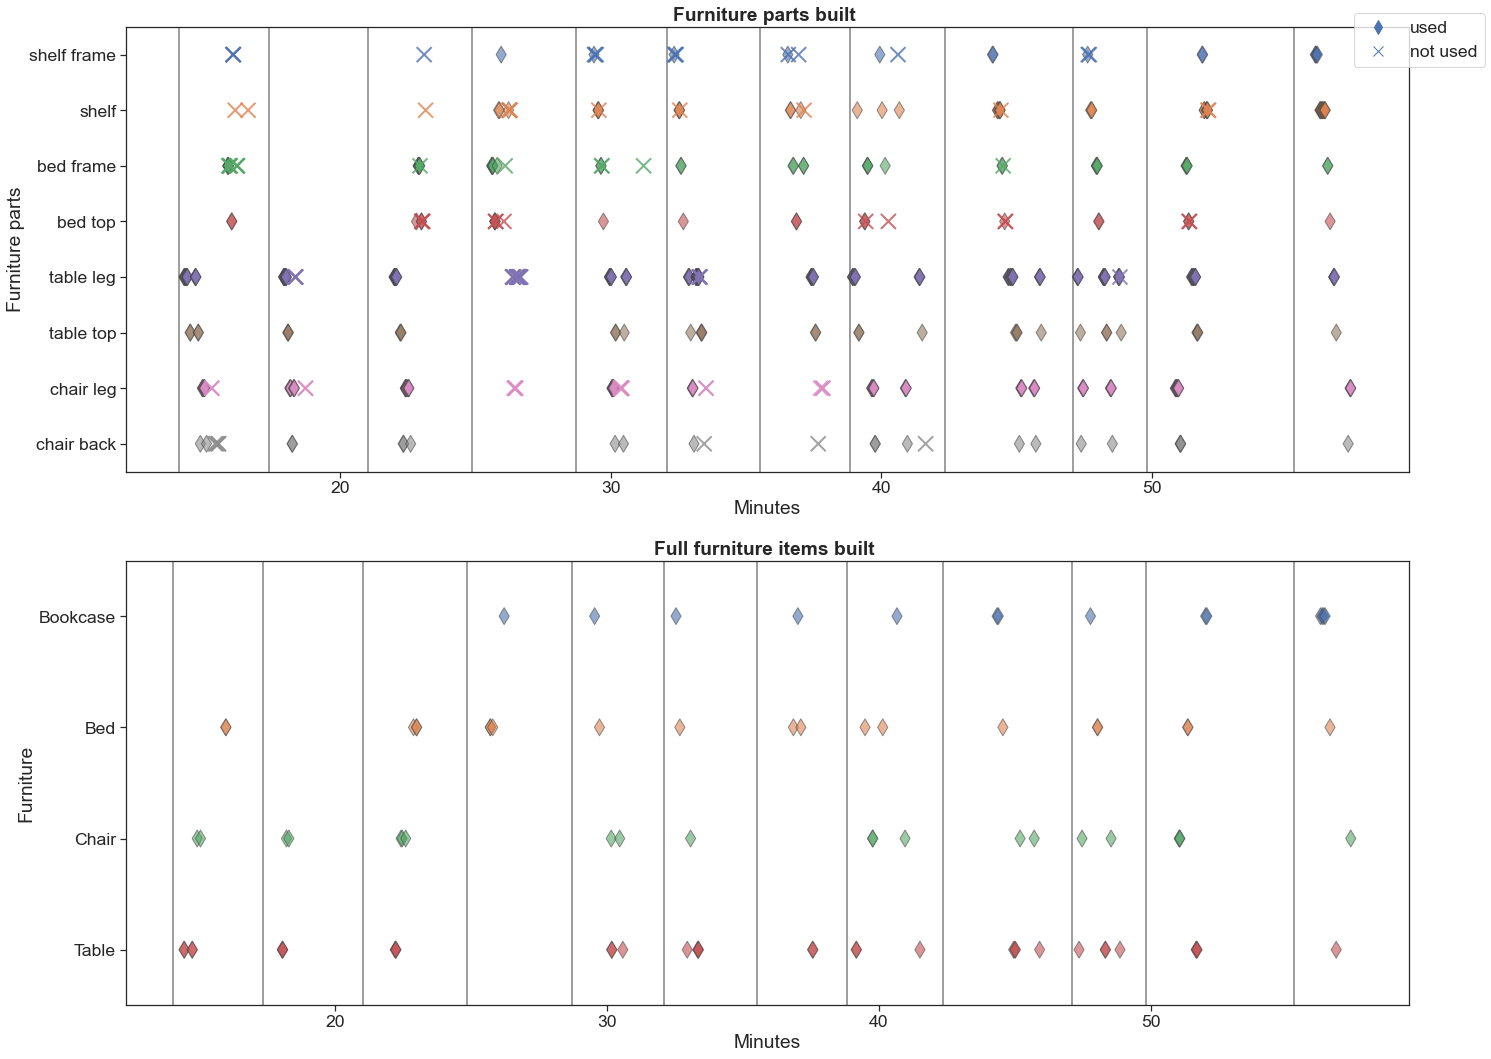 Furniture parts built
used
not used
shelf frame
shelf
bed frame
bed top
table leg
table top
chair leg
chair back
Furniture parts
20 30 40 50
Minutes
Full furniture items built
Bookcase
Bed
Chair
Table
Furniture
20 30 40 50
Minutes